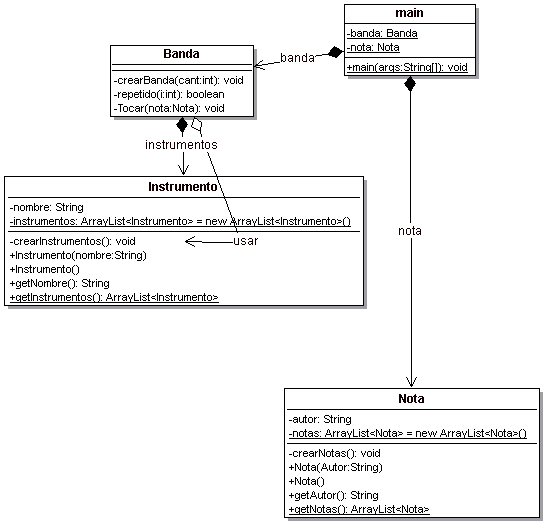 main
-banda: Banda
-nota: Nota
+main(args:String[]): void
banda
Banda
-crearBanda(cant:int): void
-repetido(i:int): boolean
-Tocar(nota:Nota): void
instrumentos
Instrumento
-nombre: String
-instrumentos: ArrayList<Instrumento> = new ArrayList<Instrumento>()
-crearInstrumentos(): void
+Instrumento(nombre:String)
+Instrumento()
+getNombre(): String
+getInstrumentos(): ArrayList<Instrumento>
usar
nota
Nota
-autor: String
-notas: ArrayList<Nota> = new ArrayList<Nota>()
-crearNotas(): void
+Nota(Autor:String)
+Nota()
+getAutor(): String
+getNotas(): ArrayList<Nota>